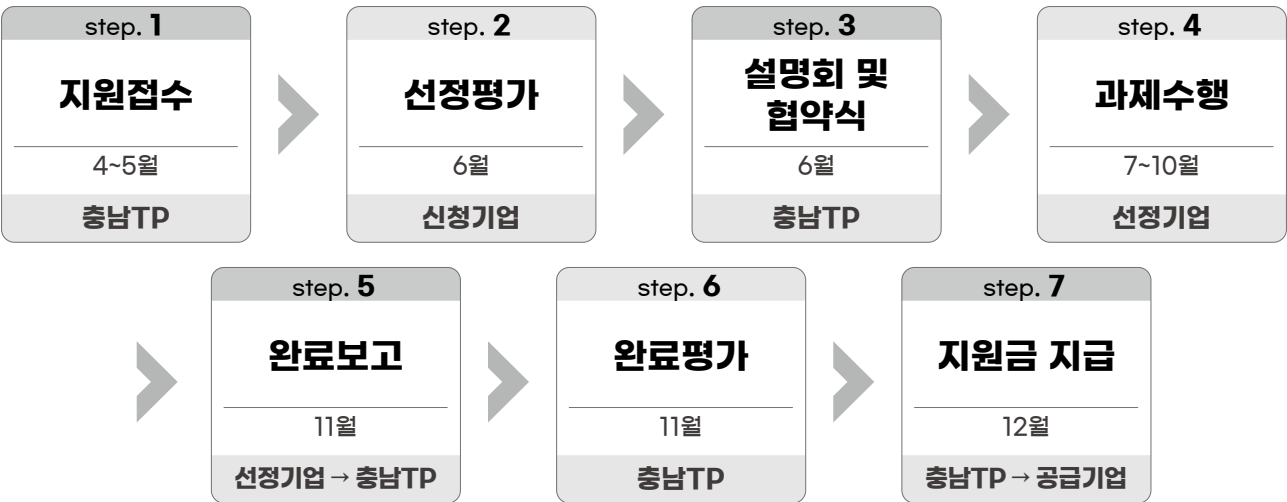 step. 1
지원접수
4~5월
충남TP
step. 2
선정평가
6월
신청기업
step. 3
설명회 및
협약식
6월
충남TP
step. 4
과제수행
7~10월
선정기업
step. 5
완료보고
11월
선정기업 → 충남TP
step. 6
완료평가
11월
충남TP
step. 7
지원금 지급
12월
충남TP → 공급기업